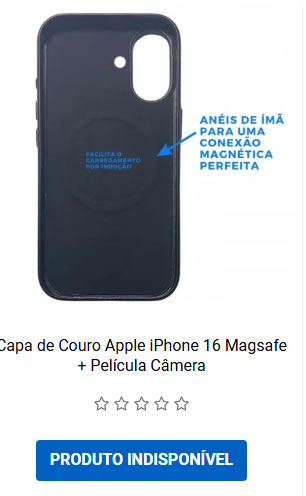 ANÉIS DE ÍMÃ
PARA UMA
CONEXÃO
MAGNÉTICA
PERFEITA
FACILITA O
CARREGAMENTO
POR INDUÇÃO
Capa de Couro Apple iPhone 16 Magsafe
+ Película Câmera
PRODUTO INDISPONÍVEL